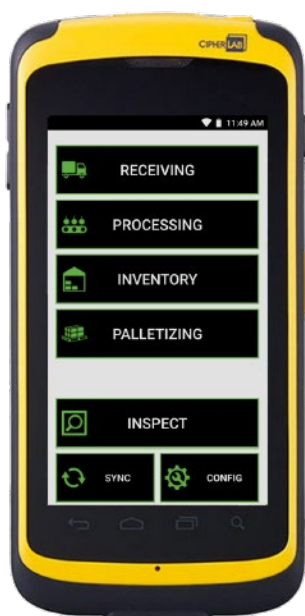 CIPHERLAB
11:49 AM
RECEIVING
PROCESSING
INVENTORY
PALLETIZING
INSPECT
SYNC CONFIG